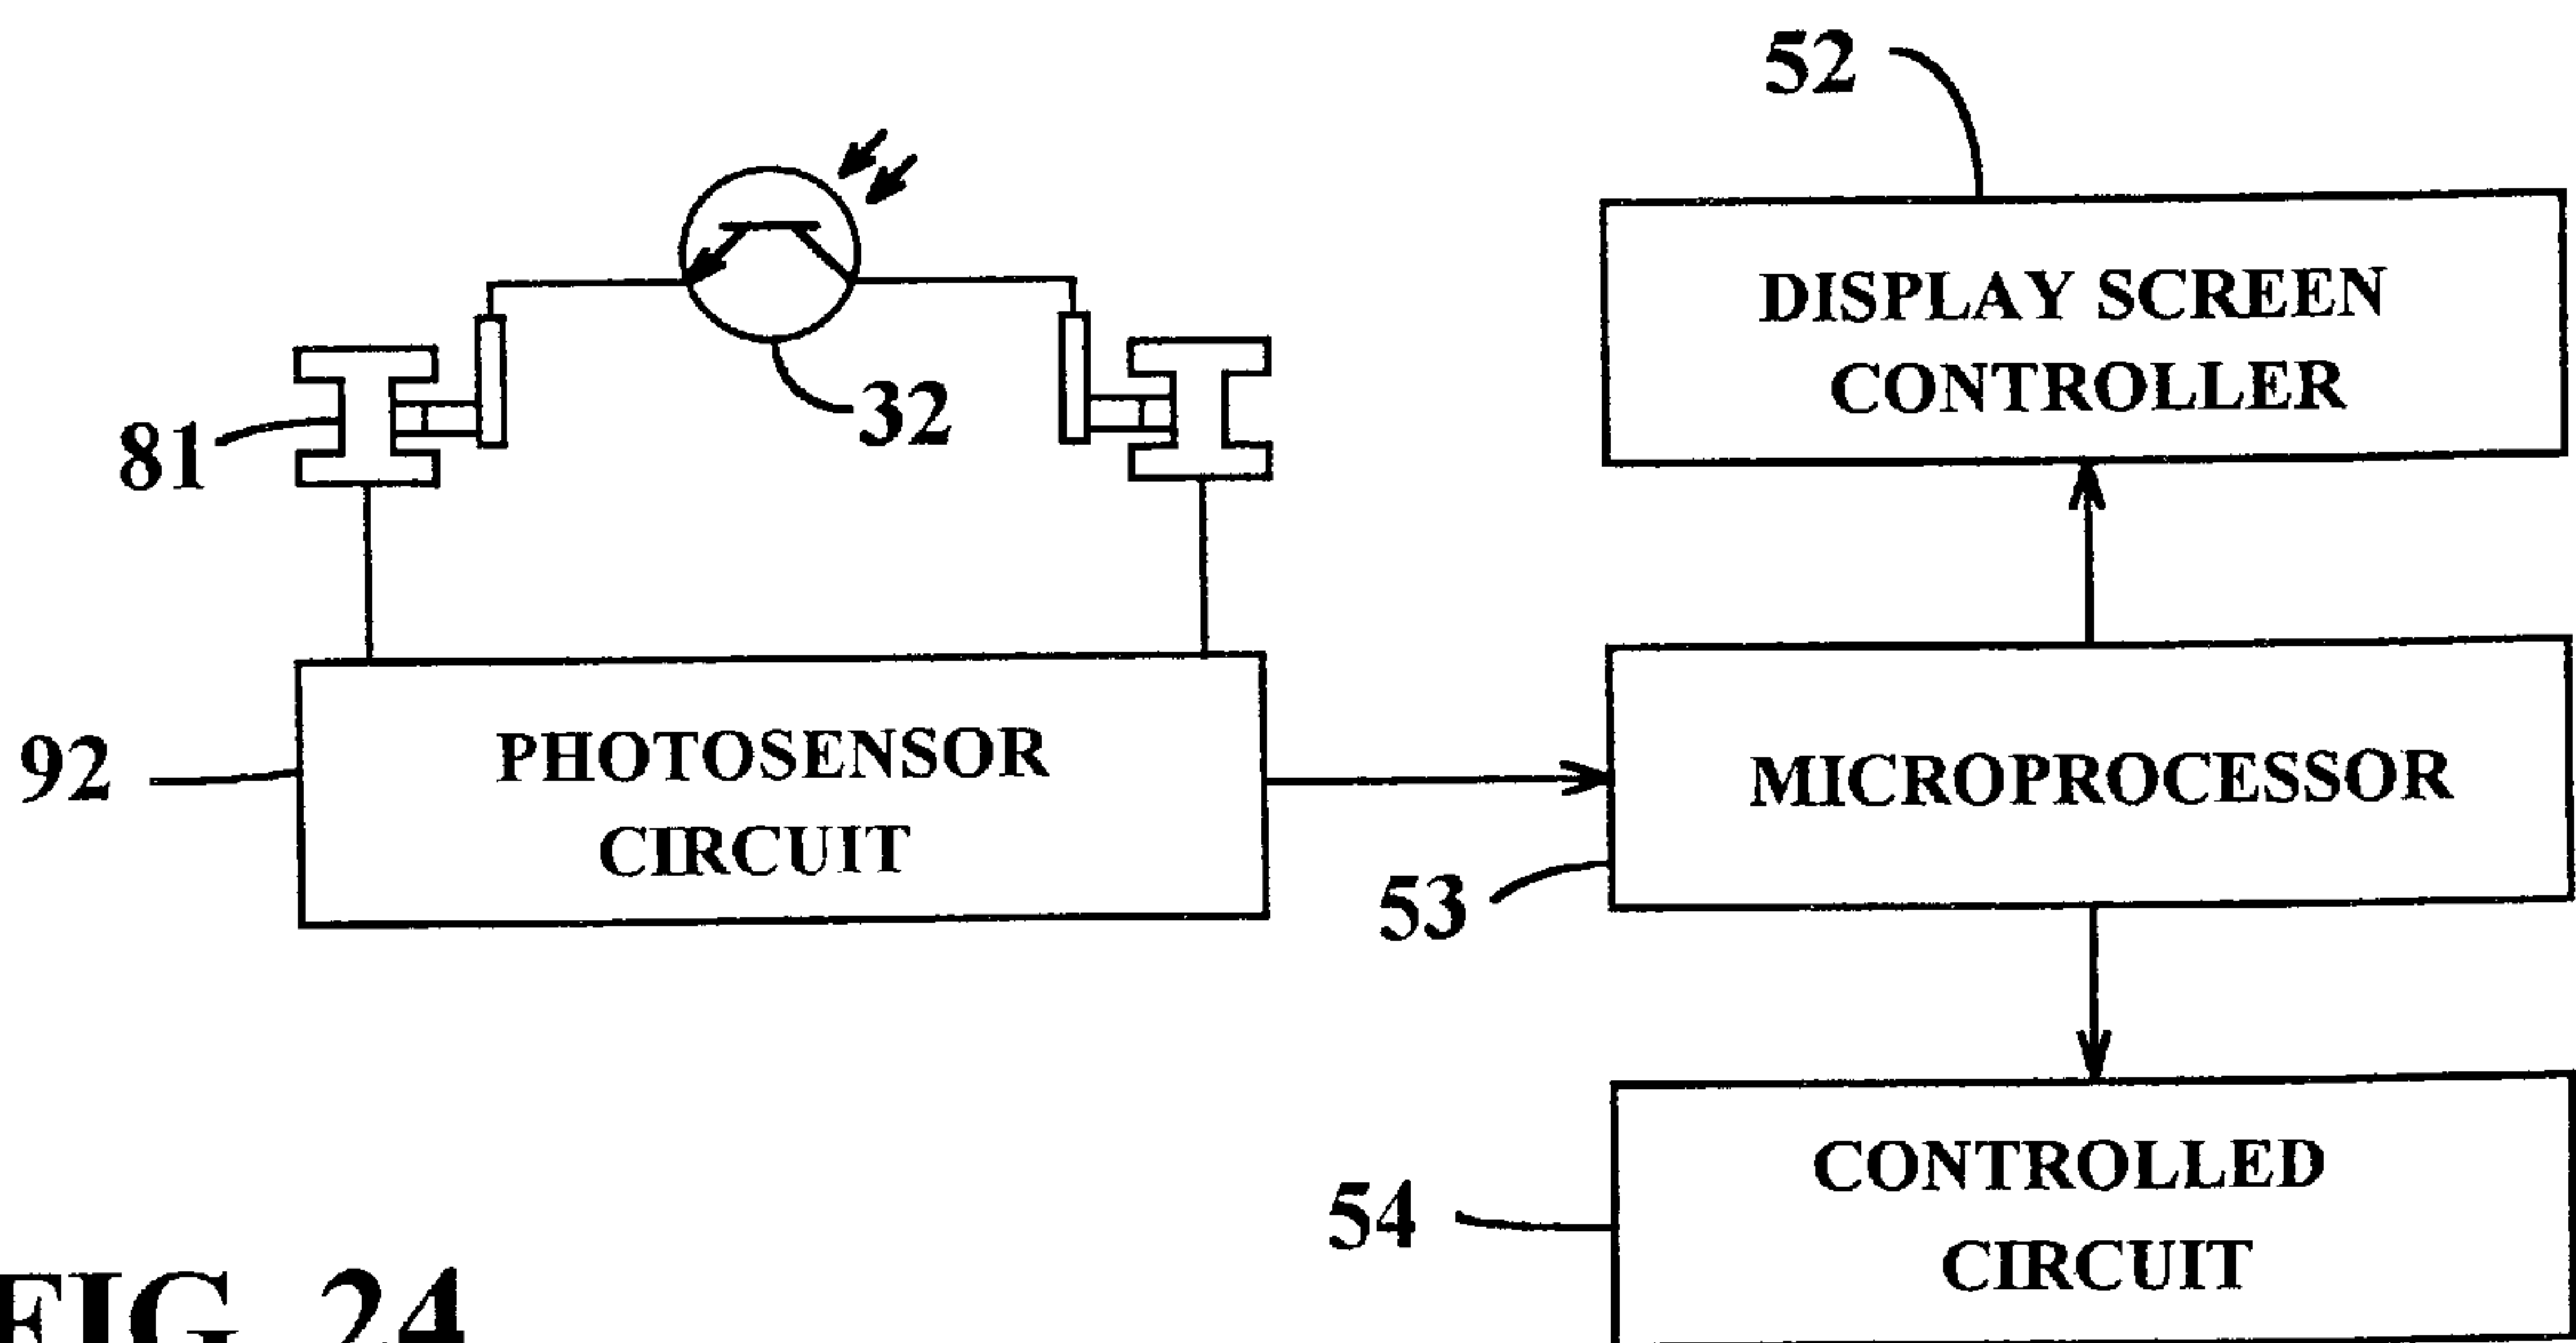 52
DISPLAY SCREEN
CONTROLLER
32
81
92
PHOTOSENSOR
CIRCUIT
MICROPROCESSOR
53
54
CONTROLLED
CIRCUIT
FIG. 24